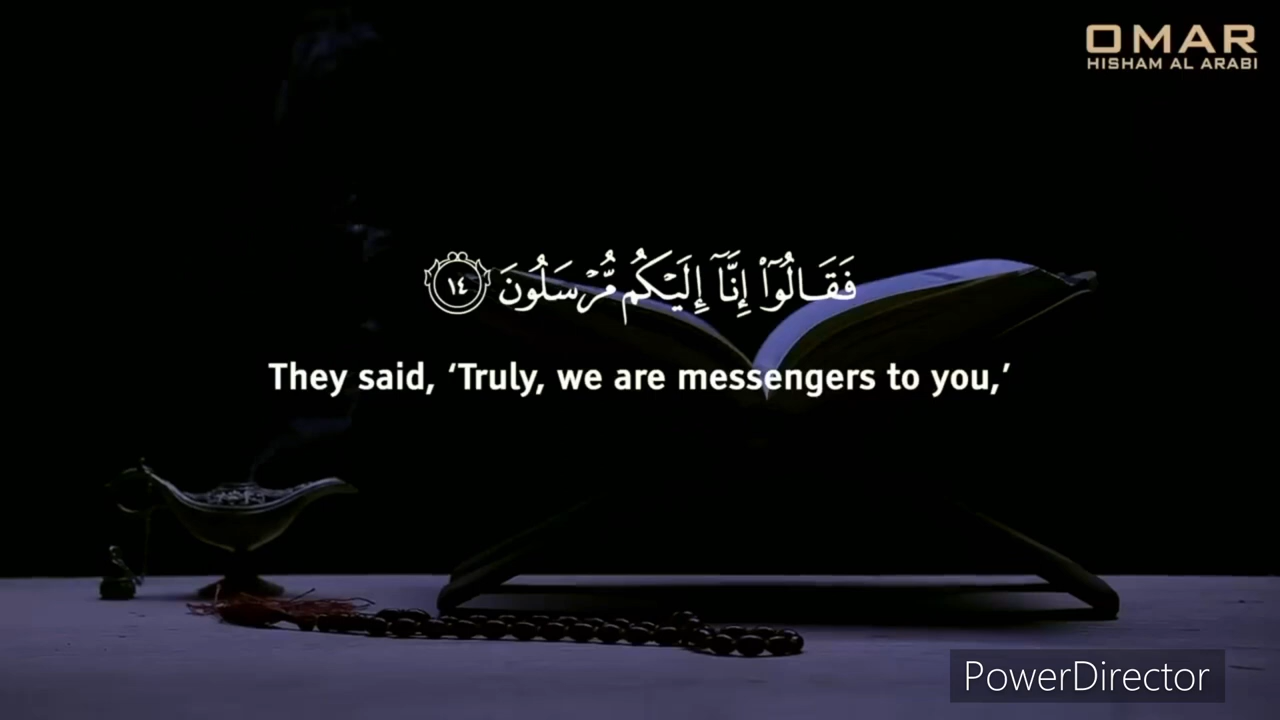 OMAR
HISHAM AL ARABI
فَقَالُوٓا۟ إِنَّآ إِلَيْكُم مُّرْسَلُونَ ١٤
They said, ‘Truly, we are messengers to you,’
PowerDirector